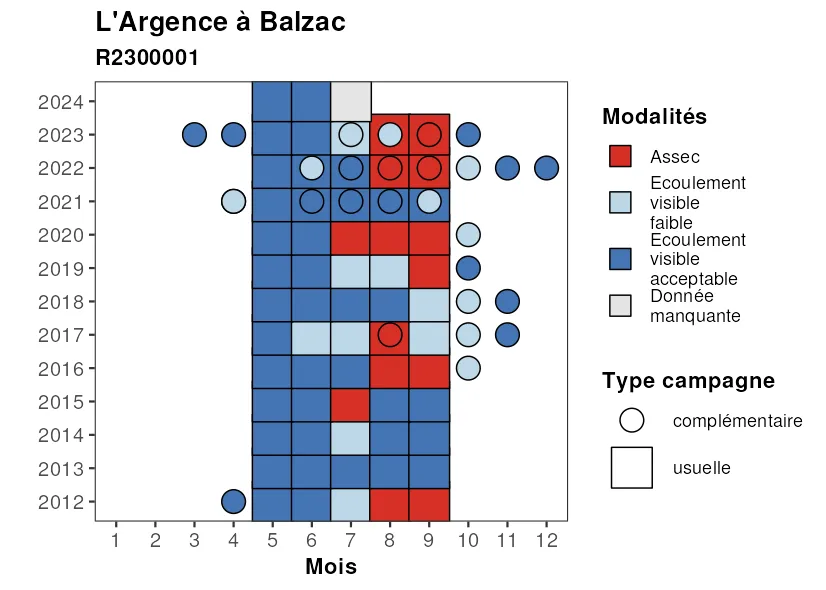 L'Argence à Balzac
R2300001
2024
2023
2022
2021
2020
2019
2018
2017
2016
2015
2014
2013
2012
1 2 3 4 5 6 7 8 9 10 11 12
Mois
Modalités
Assec
Ecoulement
visible
faible
Ecoulement
visible
acceptable
Donnée
manquante
Type campagne
complémentaire
usuelle